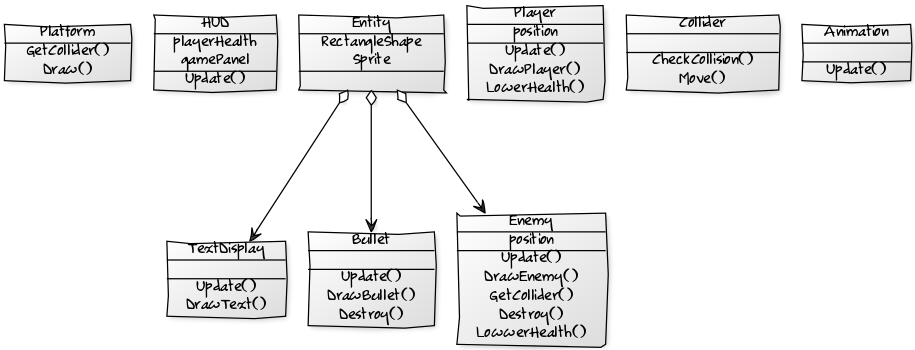 Platform
GetCollider()
Draw()
HUD
playerHealth
gamePanel
Update()
Entity
RectangleShape
Sprite
Player
position
Update()
DrawPlayer()
LowerHealth()
Collider
CheckCollision()
Move()
Animation
Update()
TextDisplay
Update()
DrawText()
Bullet
Update()
DrawBullet()
Destroy()
Enemy
position
Update()
DrawEnemy()
GetCollider()
Destroy()
LowwerHealth()